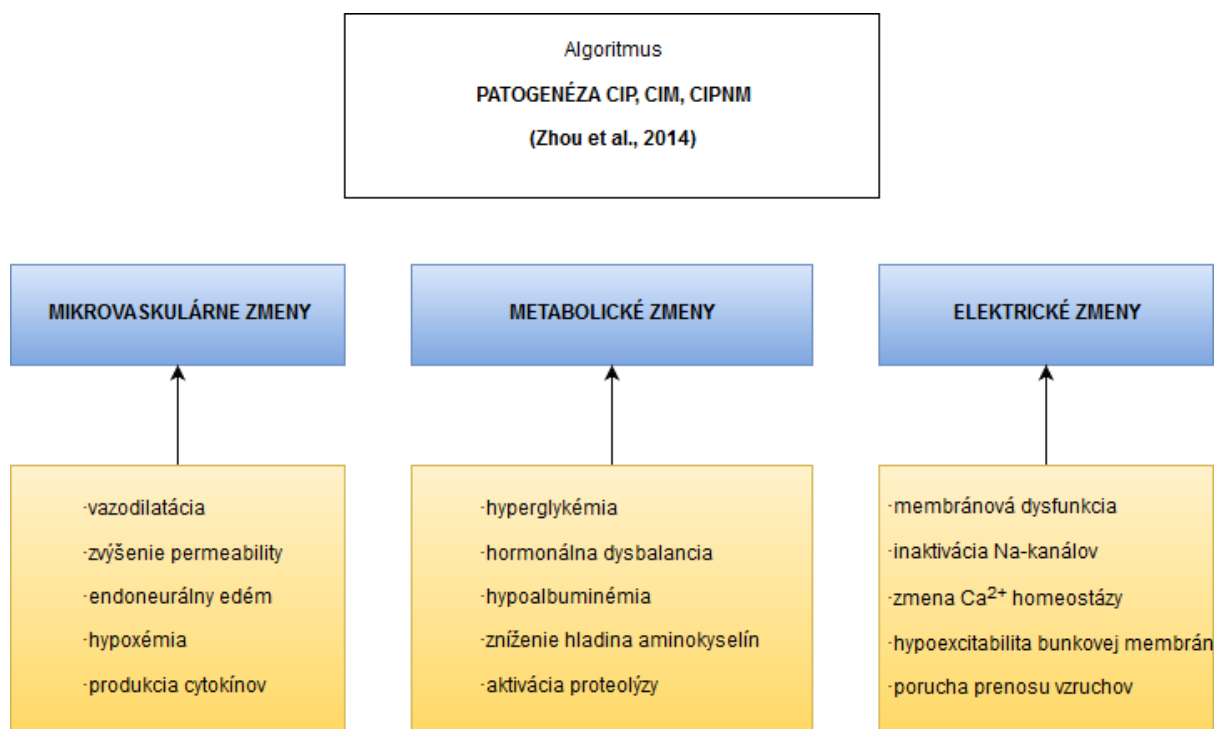 Algoritmus
PATOGENÉZA CIP, CIM, CIPNM
(Zhou et al., 2014)
MIKROVASKULÁRNE ZMENY
METABOLICKÉ ZMENY
ELEKTRICKÉ ZMENY
-vazodilatácia
-zvýšenie permeability
-endoneurálny edém
-hypoxémia
-produkcia cytokínov
-hyperglykémia
-hormonálna dysbalancia
-hypoalbuminémia
-zníženie hladina aminokyselín
-aktivácia proteolýzy
-membránová dysfunkcia
-inaktivácia Na-kanálov
-zmena Ca²⁺ homeostázy
-hypoexcitabilita bunkovej membrán
-porucha prenosu vzruchov